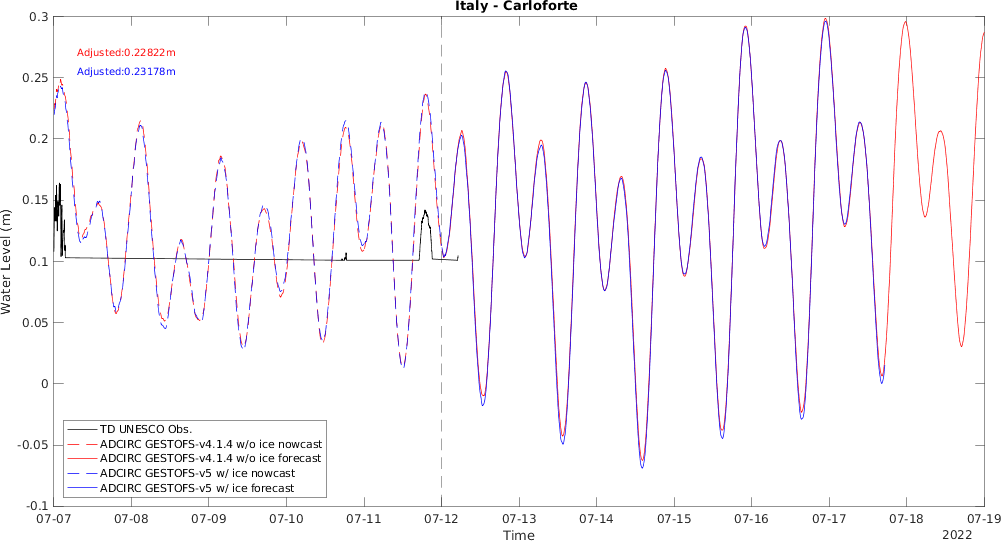 Italy - Carloforte
Adjusted:0.22822m
Adjusted:0.23178m
Water Level (m)
0.3
0.25
0.2
0.15
0.1
0.05
0
-0.05
-0.1
TD UNESCO Obs.
ADCIRC GESTOFS-v4.1.4 w/o ice nowcast
ADCIRC GESTOFS-v4.1.4 w/o ice forecast
ADCIRC GESTOFS-v5 w/ ice nowcast
ADCIRC GESTOFS-v5 w/ ice forecast
07-07 07-08 07-09 07-10 07-11 07-12 07-13 07-14 07-15 07-16 07-17 07-18 07-19
Time
2022